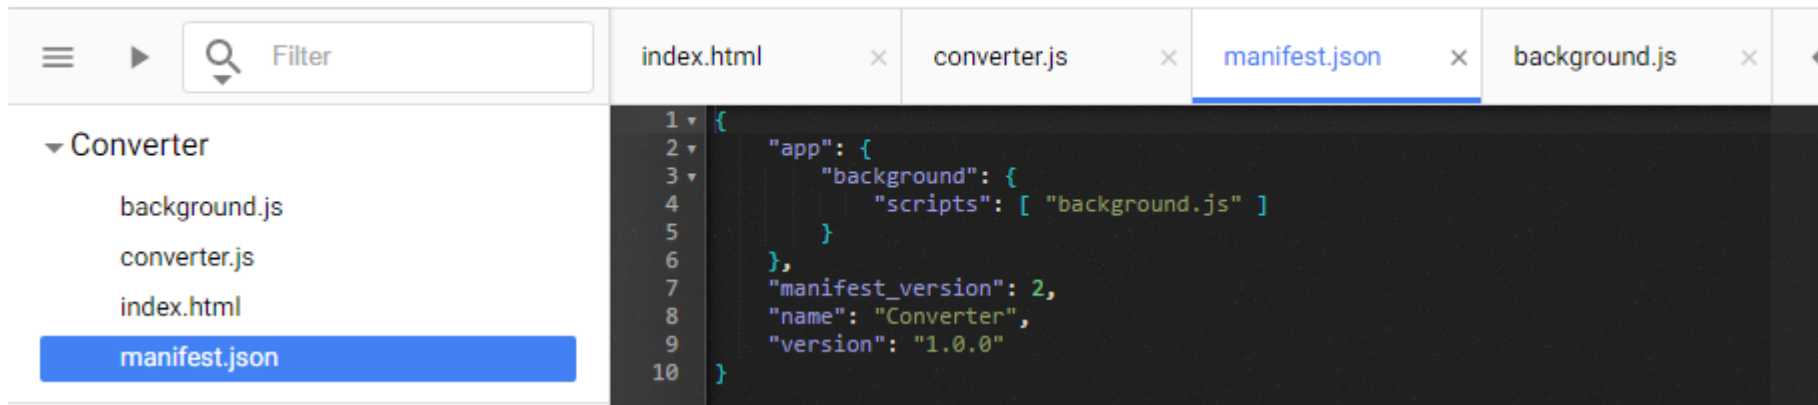 Filter
index.html × converter.js × manifest.json × background.js ×
Converter
background.js
converter.js
index.html
manifest.json
1 {
2 "app": {
3 "background": {
4 "scripts": [ "background.js" ]
5 }
6 },
7 "manifest_version": 2,
8 "name": "Converter",
9 "version": "1.0.0"
10 }